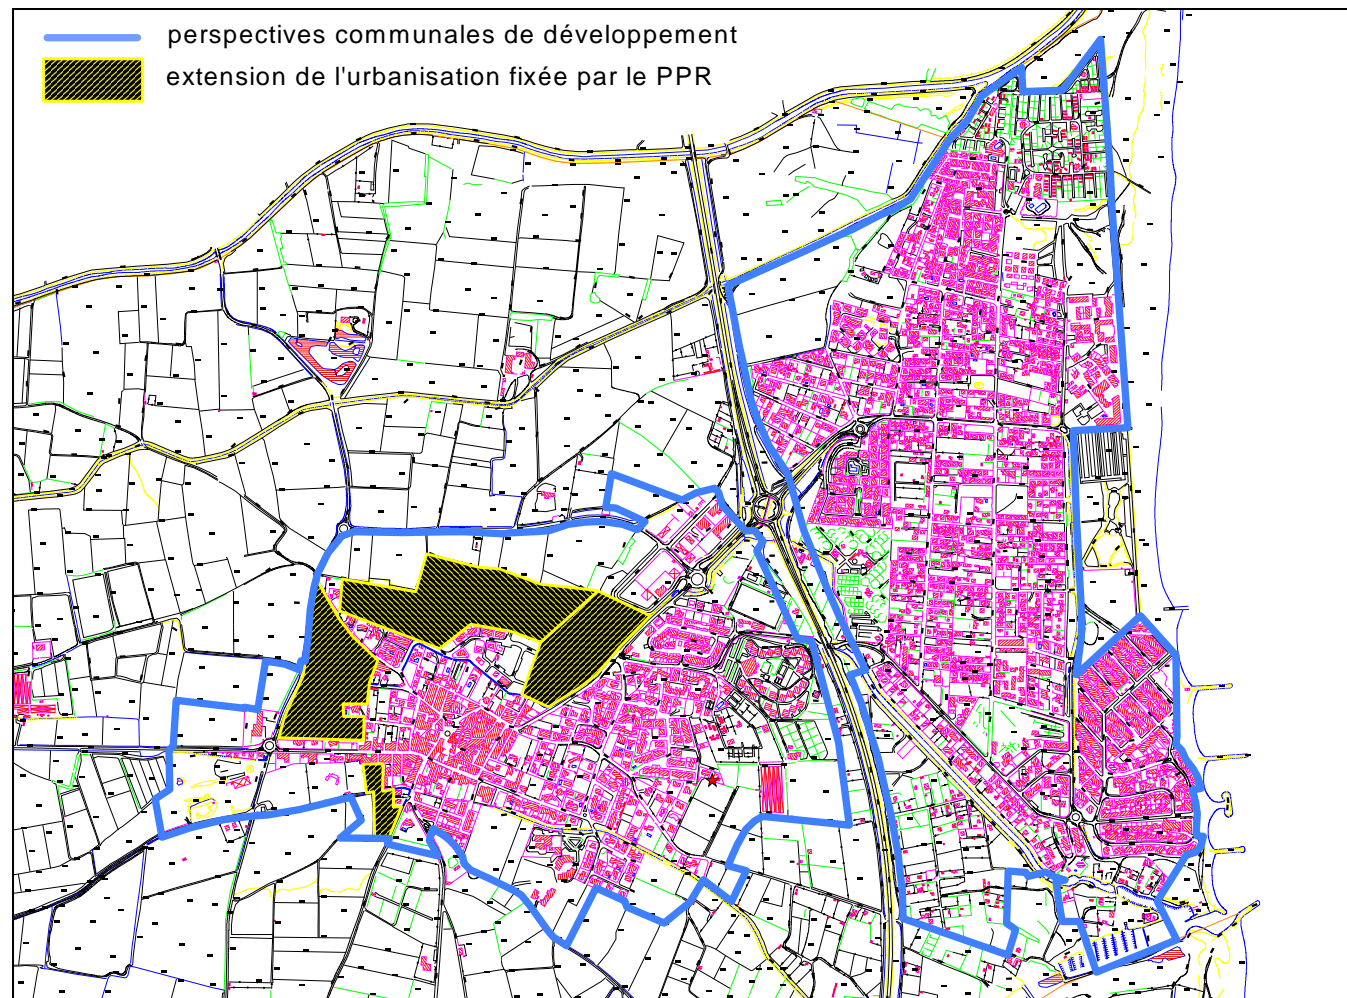 perspectives communales de développement
extension de l'urbanisation fixée par le PPR